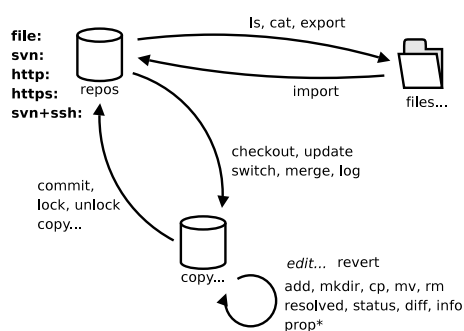 ls, cat, export
file:
svn:
http:
https:
svn+ssh:
repos
import
files...
checkout, update
switch, merge, log
commit,
lock, unlock
copy...
copy...
edit... revert
add, mkdir, cp, mv, rm
resolved, status, diff, info
prop*